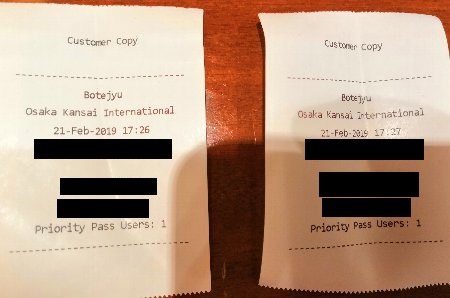 Customer Copy
Botejyu
Osaka Kansai International
21-Feb-2019 17:26
Priority Pass Users: 1
Customer Copy
Botejyu
Osaka Kansai International
21-Feb-2019 17:27
Priority Pass Users: 1